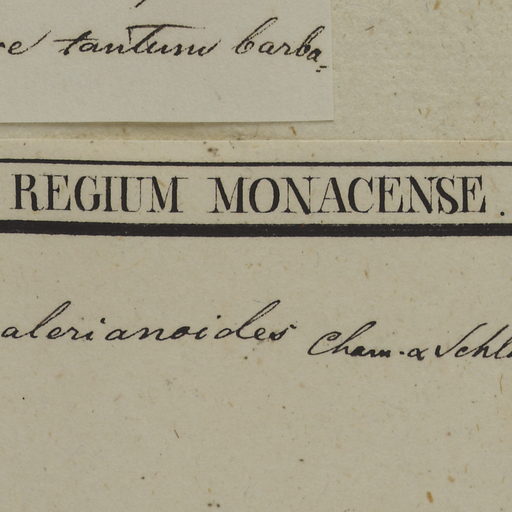 tantum barba-
REGIUM MONACENSE.
alerianoides Cham. & Schl